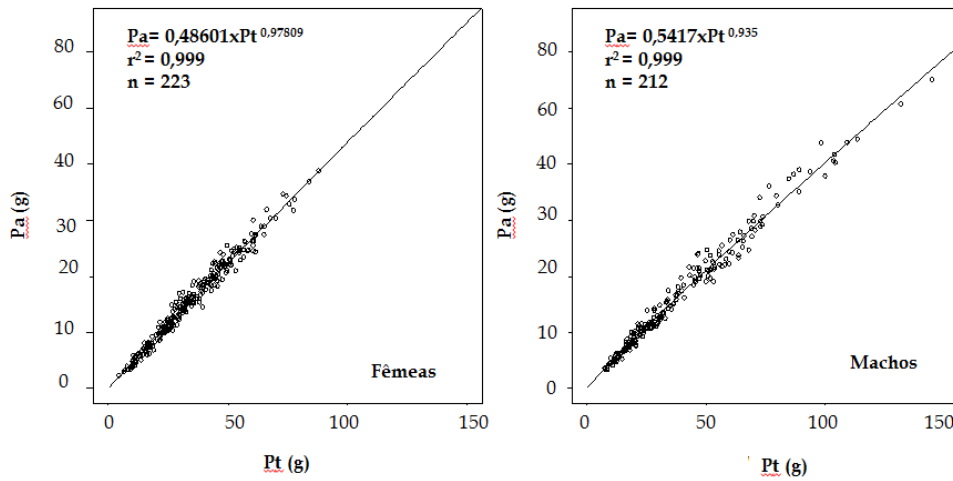 Pa= 0,48601xPt 0,97809
r2 = 0,999
n = 223
80
60
40
30
20
10
0
Pa (g)
Fêmeas
0 50 100 150
Pt (g)
Pa= 0,5417xPt 0,935
r2 = 0,999
n = 212
80
60
40
30
20
10
0
Pa (g)
Machos
0 50 100 150
Pt (g)